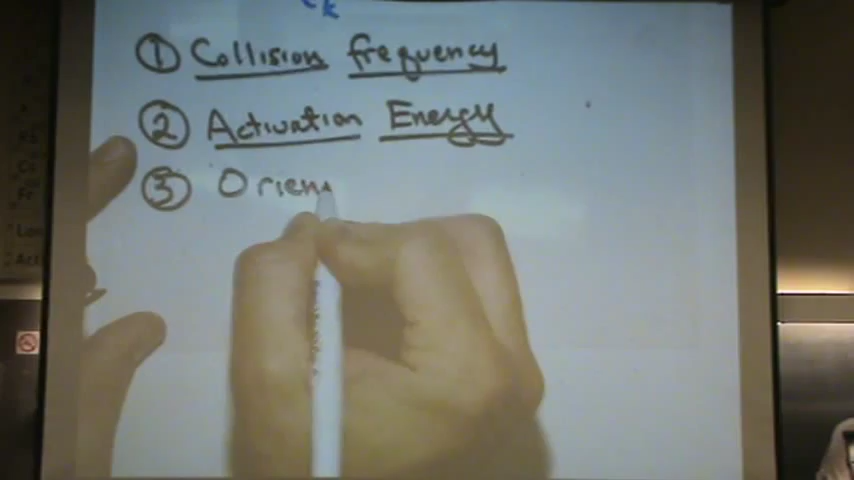 ① Collision frequency
② Activation Energy
③ Orien